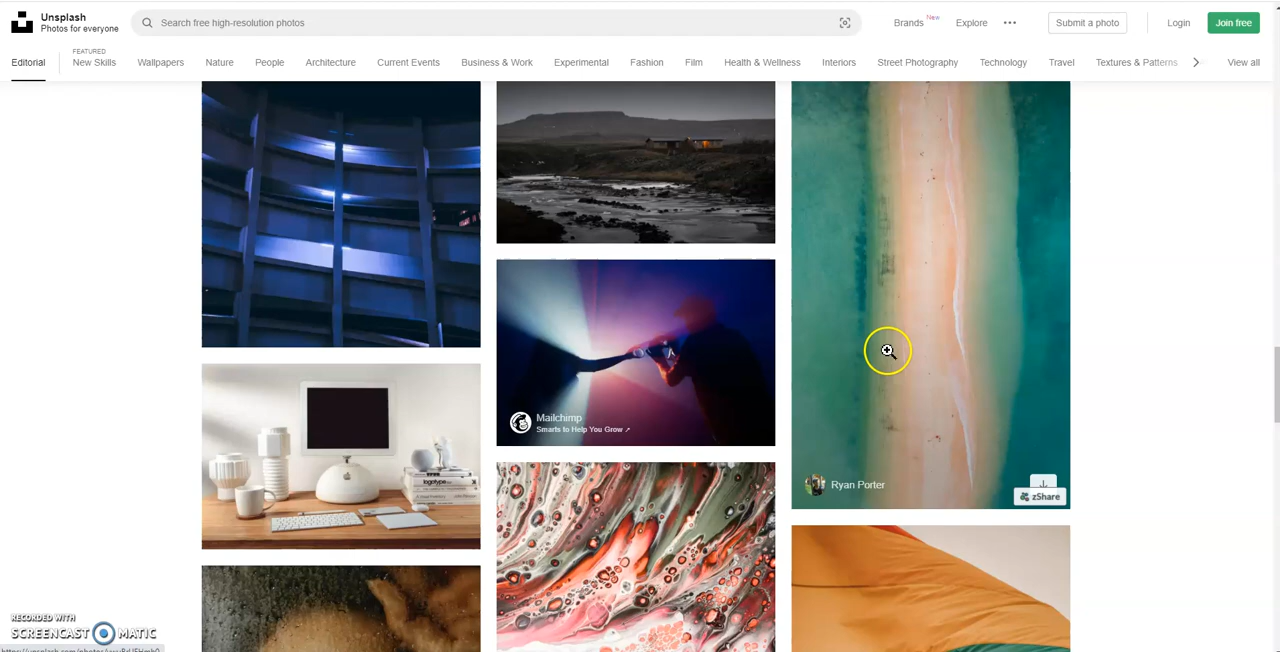 Unsplash
Photos for everyone
Search free high-resolution photos
Brands New
Explore
Submit a photo
Login
Join free
Editorial
FEATURED
New Skills
Wallpapers
Nature
People
Architecture
Current Events
Business & Work
Experimental
Fashion
Film
Health & Wellness
Interiors
Street Photography
Technology
Travel
Textures & Patterns
View all
Mailchimp
Smarts to Help You Grow ↗
Ryan Porter
zShare
RECORDED WITH
SCREENCAST MATIC